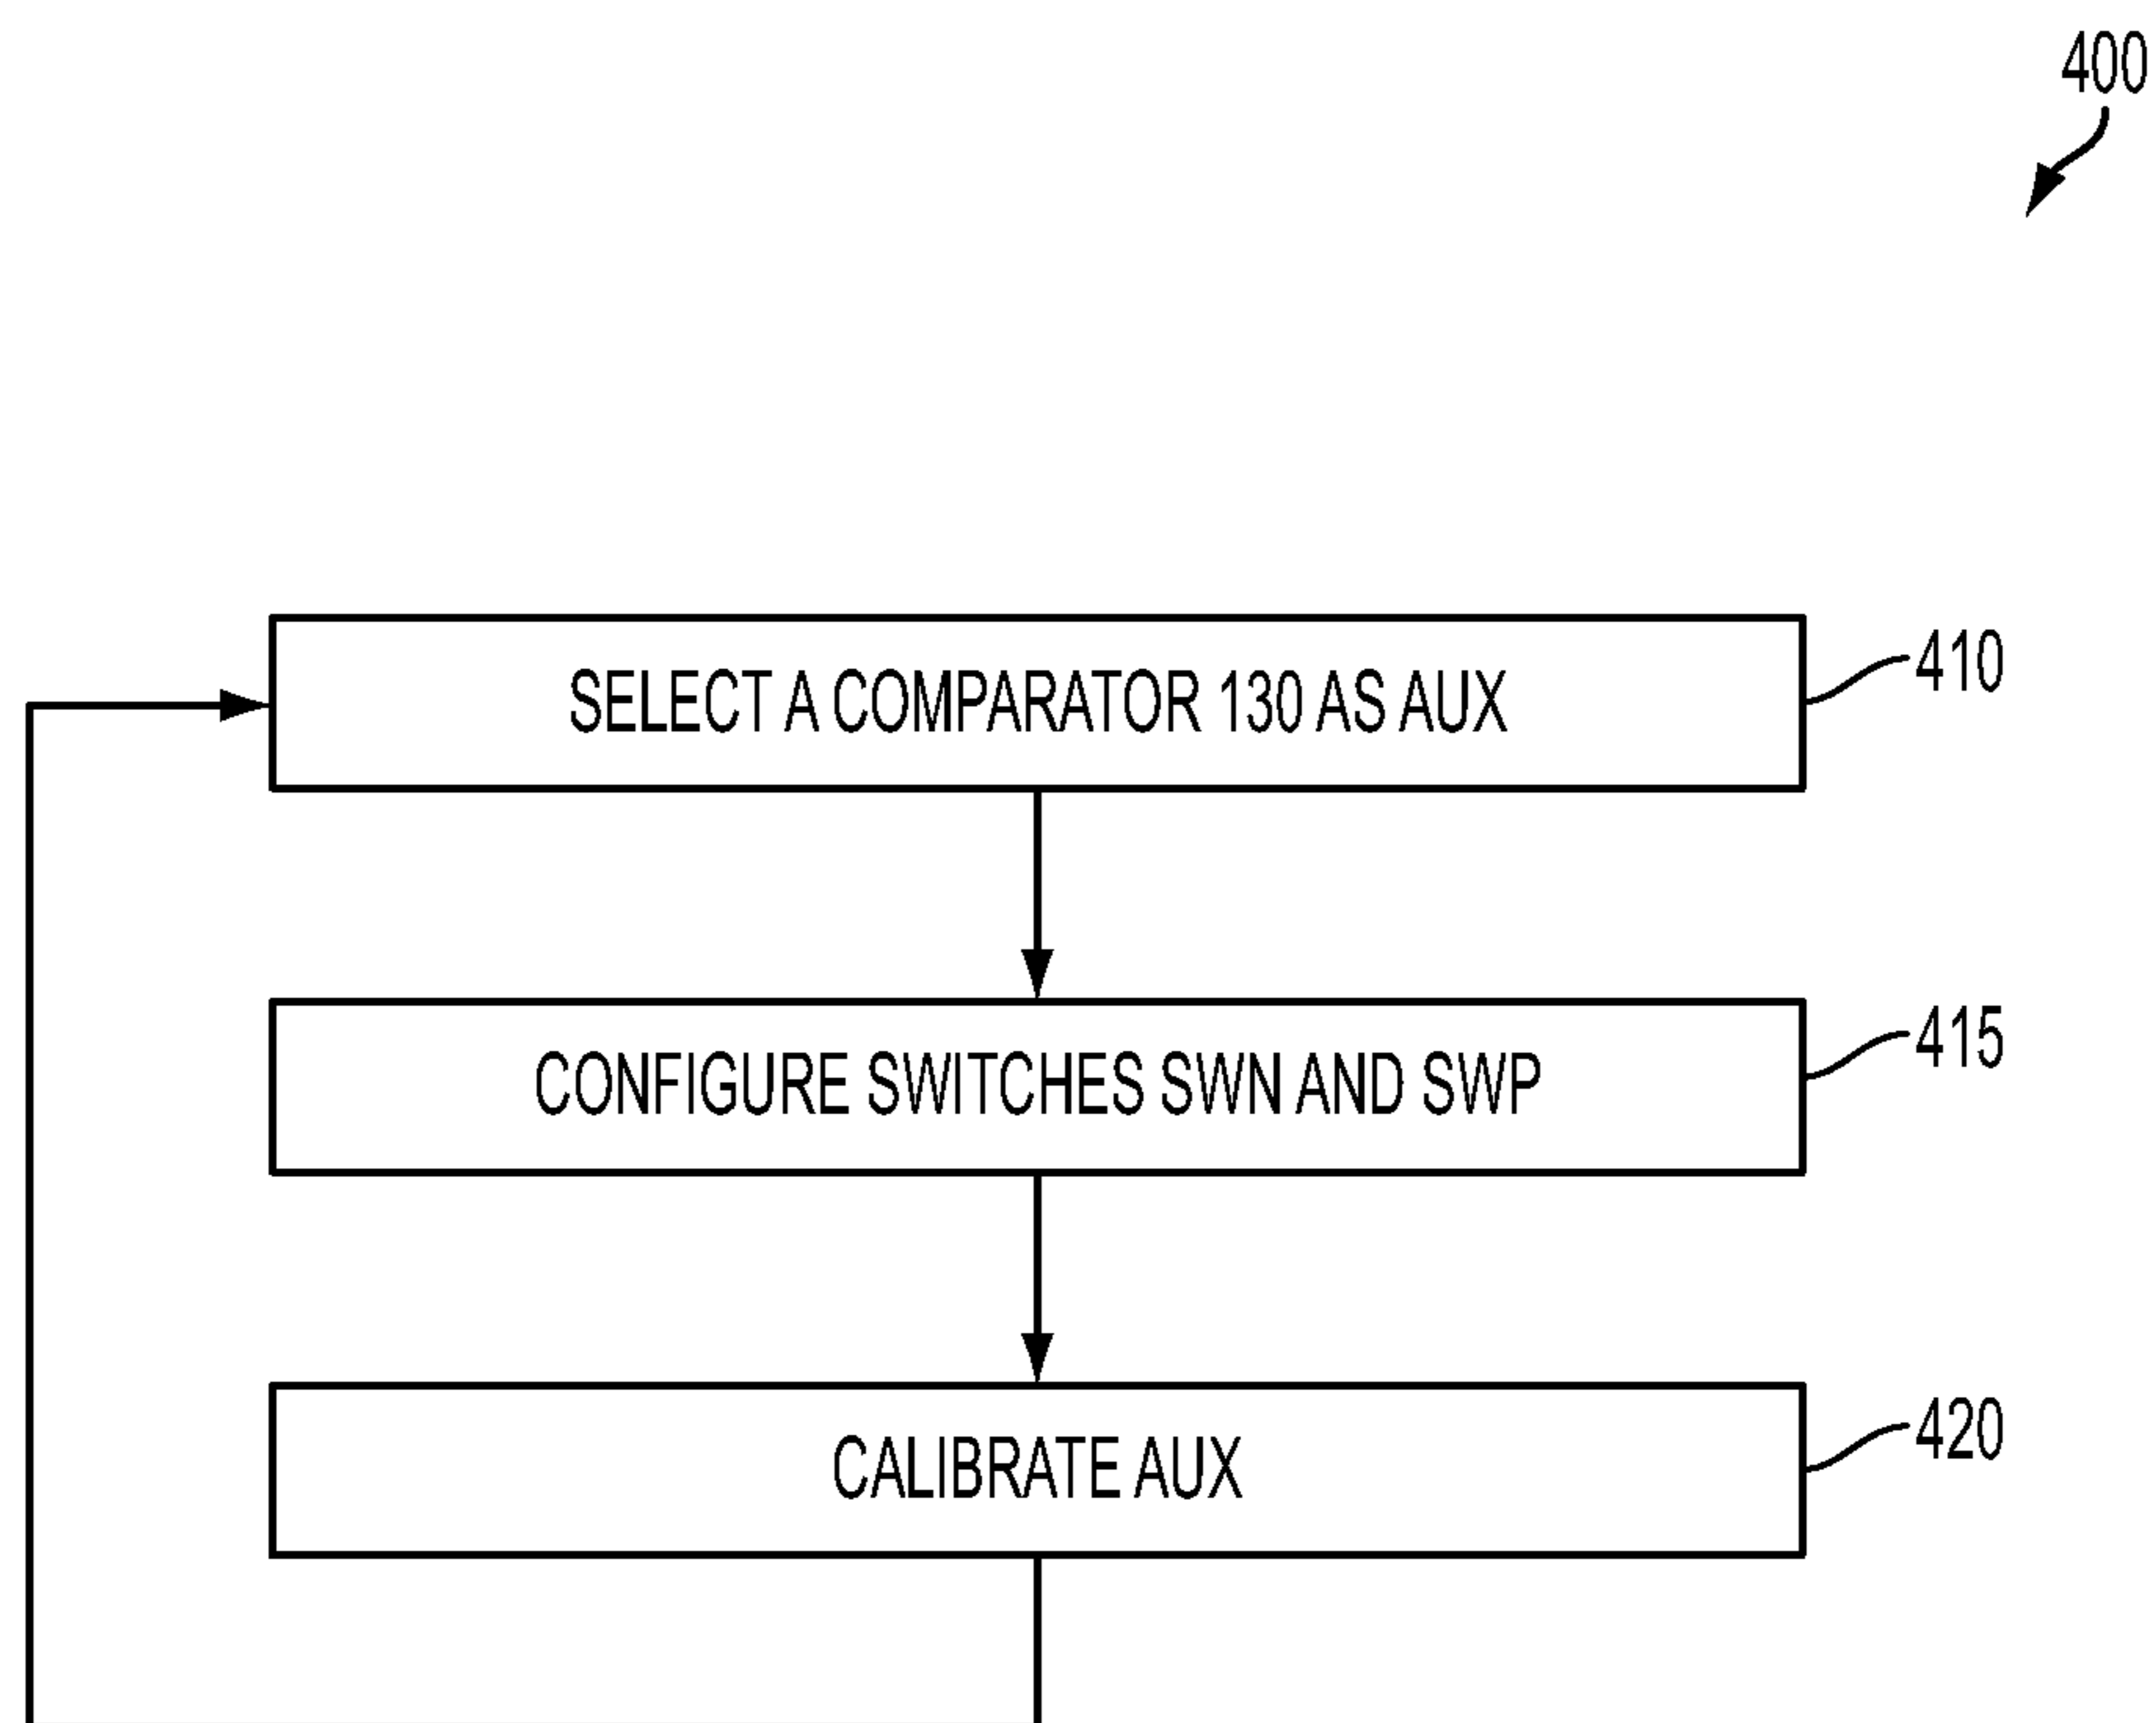 400
SELECT A COMPARATOR 130 AS AUX
410
CONFIGURE SWITCHES SWN AND SWP
415
CALIBRATE AUX
420